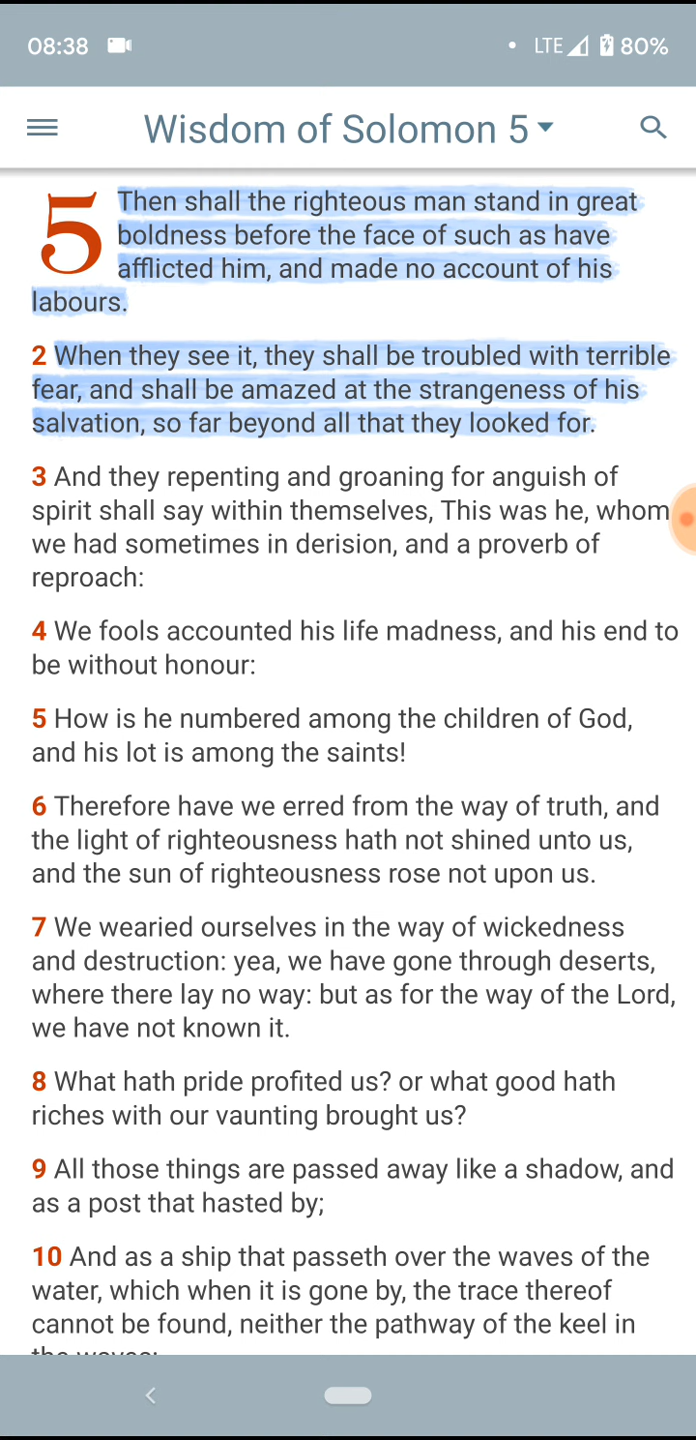 08:38
LTE 80%
Wisdom of Solomon 5
5 Then shall the righteous man stand in great
boldness before the face of such as have
afflicted him, and made no account of his
labours.
2 When they see it, they shall be troubled with terrible
fear, and shall be amazed at the strangeness of his
salvation, so far beyond all that they looked for.
3 And they repenting and groaning for anguish of
spirit shall say within themselves, This was he, whom
we had sometimes in derision, and a proverb of
reproach:
4 We fools accounted his life madness, and his end to
be without honour:
5 How is he numbered among the children of God,
and his lot is among the saints!
6 Therefore have we erred from the way of truth, and
the light of righteousness hath not shined unto us,
and the sun of righteousness rose not upon us.
7 We wearied ourselves in the way of wickedness
and destruction: yea, we have gone through deserts,
where there lay no way: but as for the way of the Lord,
we have not known it.
8 What hath pride profited us? or what good hath
riches with our vaunting brought us?
9 All those things are passed away like a shadow, and
as a post that hasted by;
10 And as a ship that passeth over the waves of the
water, which when it is gone by, the trace thereof
cannot be found, neither the pathway of the keel in